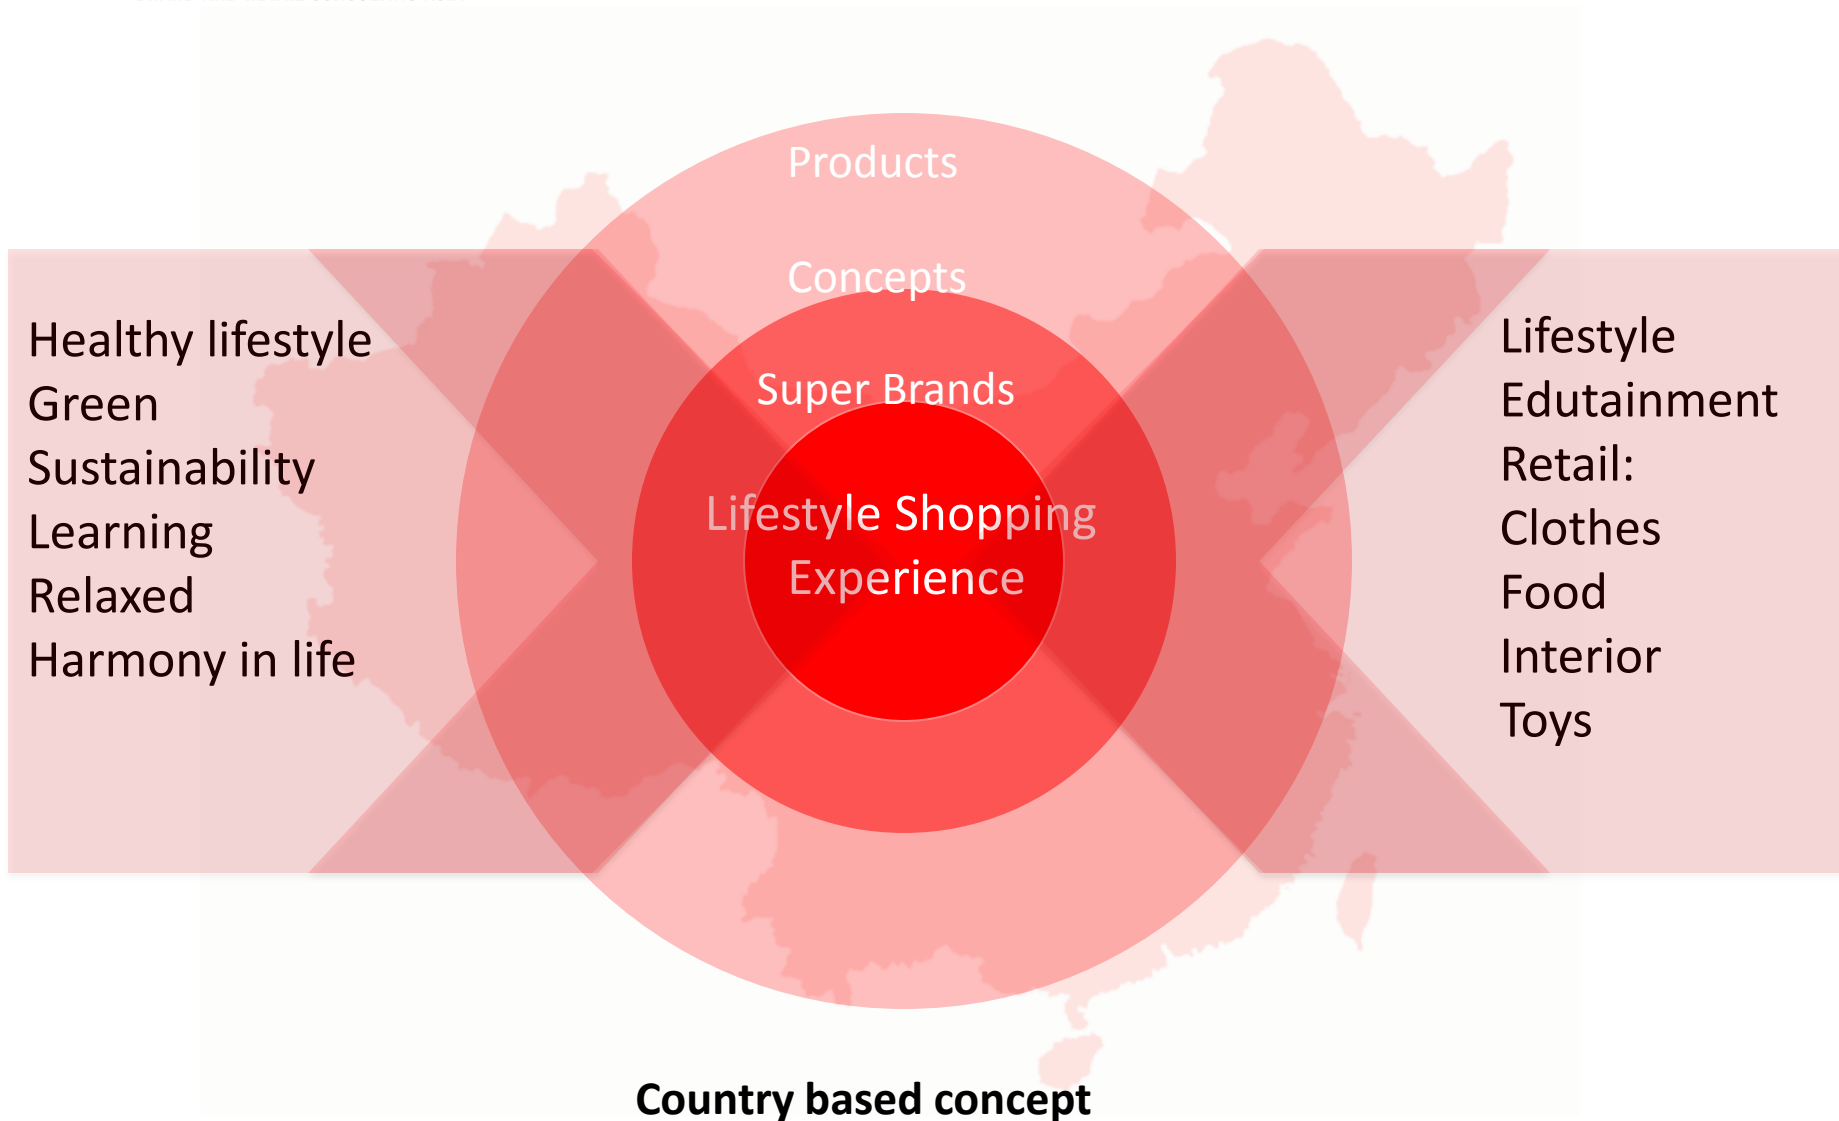 Products
Concepts
Super Brands
Lifestyle Shopping
Experience
Healthy lifestyle
Green
Sustainability
Learning
Relaxed
Harmony in life
Lifestyle
Edutainment
Retail:
Clothes
Food
Interior
Toys
Country based concept